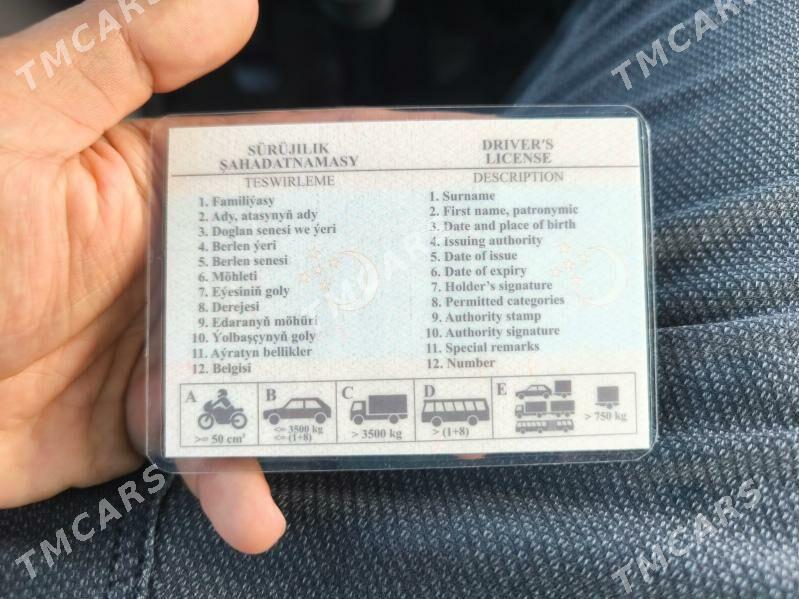 TMCARS
TMCARS
SÜRÜJILIK
ŞAHADATNAMASY
DRIVER'S
LICENSE
TESWIRLEME
DESCRIPTION
1. Familiýasy
2. Ady, atasynyň ady
3. Doglan senesi we ýeri
4. Berlen ýeri
5. Berlen senesi
6. Möhleti
7. Eýesiniň goly
8. Derejesi
9. Edaranyň möhüri
10. Ýolbaşçynyň goly
11. Aýratyn bellikler
12. Belgisi
1. Surname
2. First name, patronymic
3. Date and place of birth
4. Issuing authority
5. Date of issue
6. Date of expiry
7. Holder's signature
8. Permitted categories
9. Authority stamp
10. Authority signature
11. Special remarks
12. Number
TMCARS
A
>= 50 cm³
B
<= 3500 kg
<= (1+8)
C
> 3500 kg
D
> (1+8)
E
> 750 kg
TMCARS
TMCARS